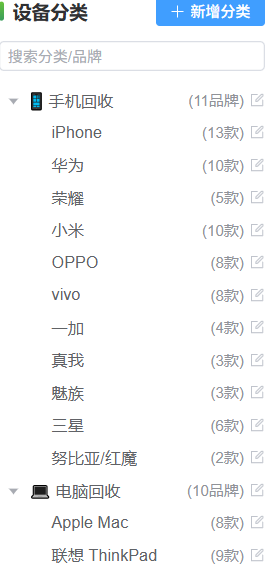 设备分类
+ 新增分类
搜索分类/品牌
手机回收 (11品牌)
iPhone (13款)
华为 (10款)
荣耀 (5款)
小米 (10款)
OPPO (8款)
vivo (8款)
一加 (4款)
真我 (3款)
魅族 (3款)
三星 (6款)
努比亚/红魔 (2款)
电脑回收 (10品牌)
Apple Mac (8款)
联想 ThinkPad (9款)